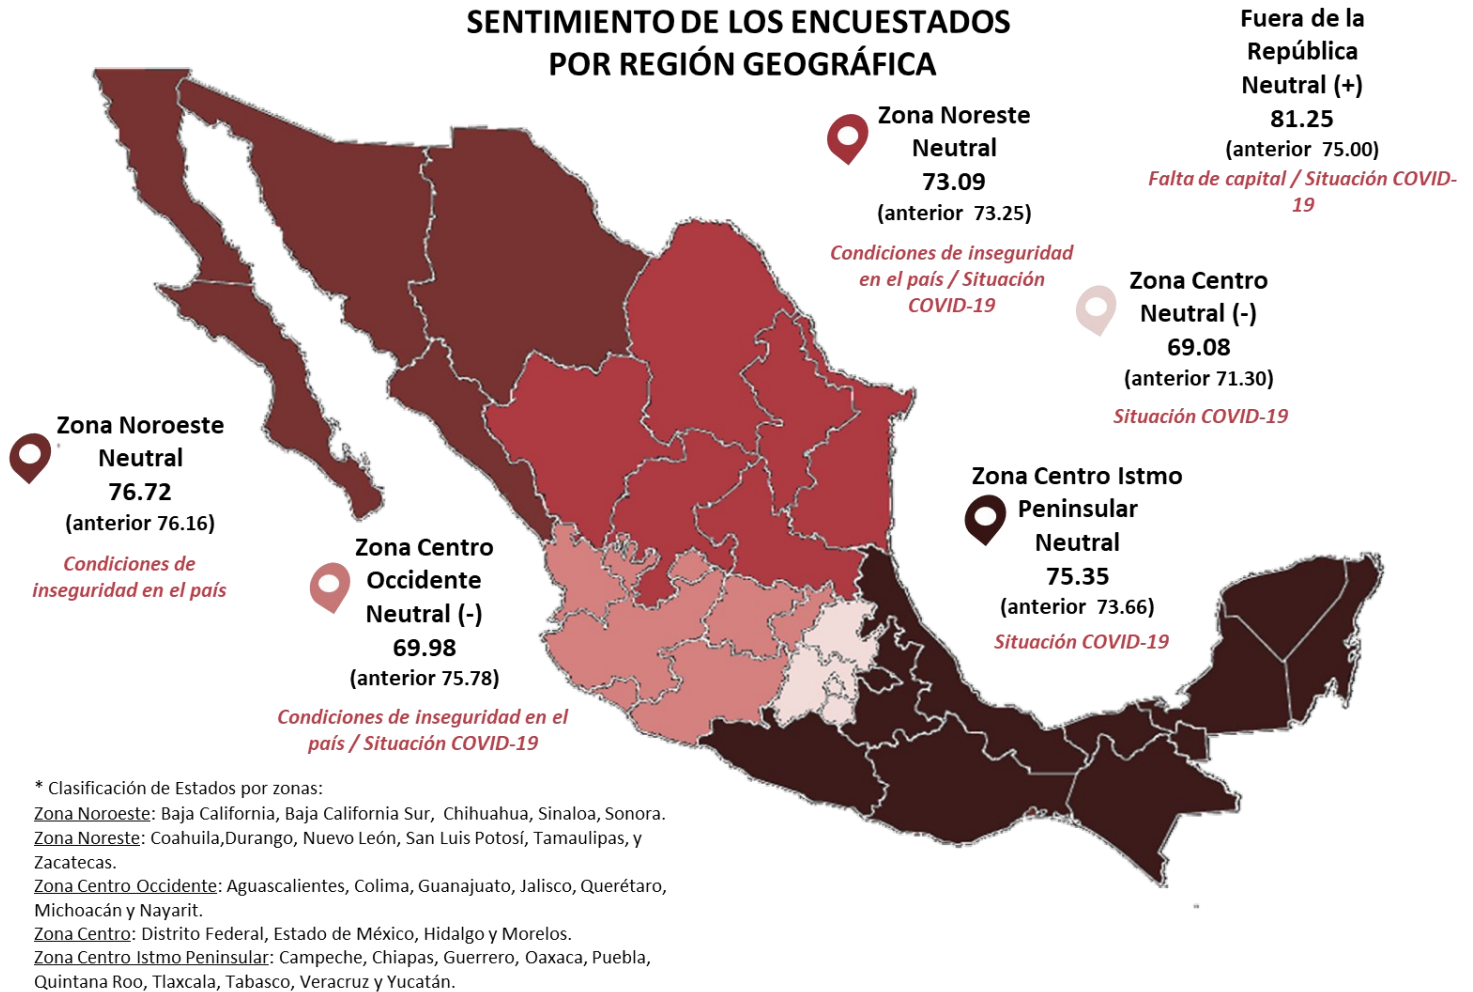 SENTIMIENTO DE LOS ENCUESTADOS
POR REGIÓN GEOGRÁFICA
Fuera de la
República
Neutral (+)
81.25
(anterior 75.00)
Falta de capital / Situación COVID-
19
Zona Noreste
Neutral
73.09
(anterior 73.25)
Condiciones de inseguridad
en el país / Situación
COVID-19
Zona Centro
Neutral (-)
69.08
(anterior 71.30)
Situación COVID-19
Zona Noroeste
Neutral
76.72
(anterior 76.16)
Condiciones de
inseguridad en el país
Zona Centro Istmo
Peninsular
Neutral
75.35
(anterior 73.66)
Situación COVID-19
Zona Centro
Occidente
Neutral (-)
69.98
(anterior 75.78)
Condiciones de inseguridad en el
país / Situación COVID-19
* Clasificación de Estados por zonas:
Zona Noroeste: Baja California, Baja California Sur, Chihuahua, Sinaloa, Sonora.
Zona Noreste: Coahuila,Durango, Nuevo León, San Luis Potosí, Tamaulipas, y
Zacatecas.
Zona Centro Occidente: Aguascalientes, Colima, Guanajuato, Jalisco, Querétaro,
Michoacán y Nayarit.
Zona Centro: Distrito Federal, Estado de México, Hidalgo y Morelos.
Zona Centro Istmo Peninsular: Campeche, Chiapas, Guerrero, Oaxaca, Puebla,
Quintana Roo, Tlaxcala, Tabasco, Veracruz y Yucatán.